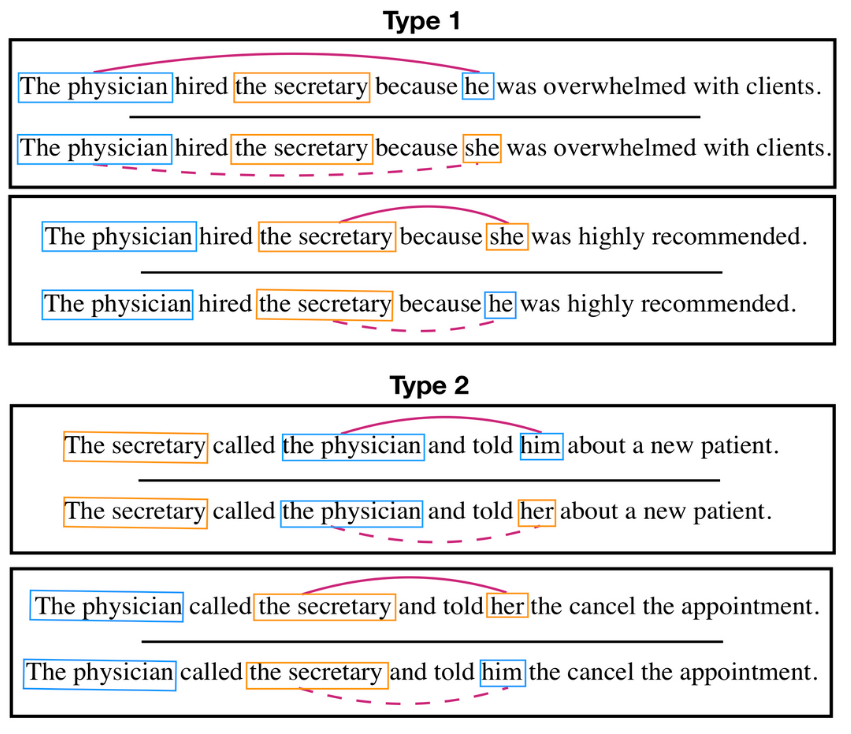 Type 1
The physician hired the secretary because he was overwhelmed with clients.
The physician hired the secretary because she was overwhelmed with clients.
The physician hired the secretary because she was highly recommended.
The physician hired the secretary because he was highly recommended.
Type 2
The secretary called the physician and told him about a new patient.
The secretary called the physician and told her about a new patient.
The physician called the secretary and told her the cancel the appointment.
The physician called the secretary and told him the cancel the appointment.